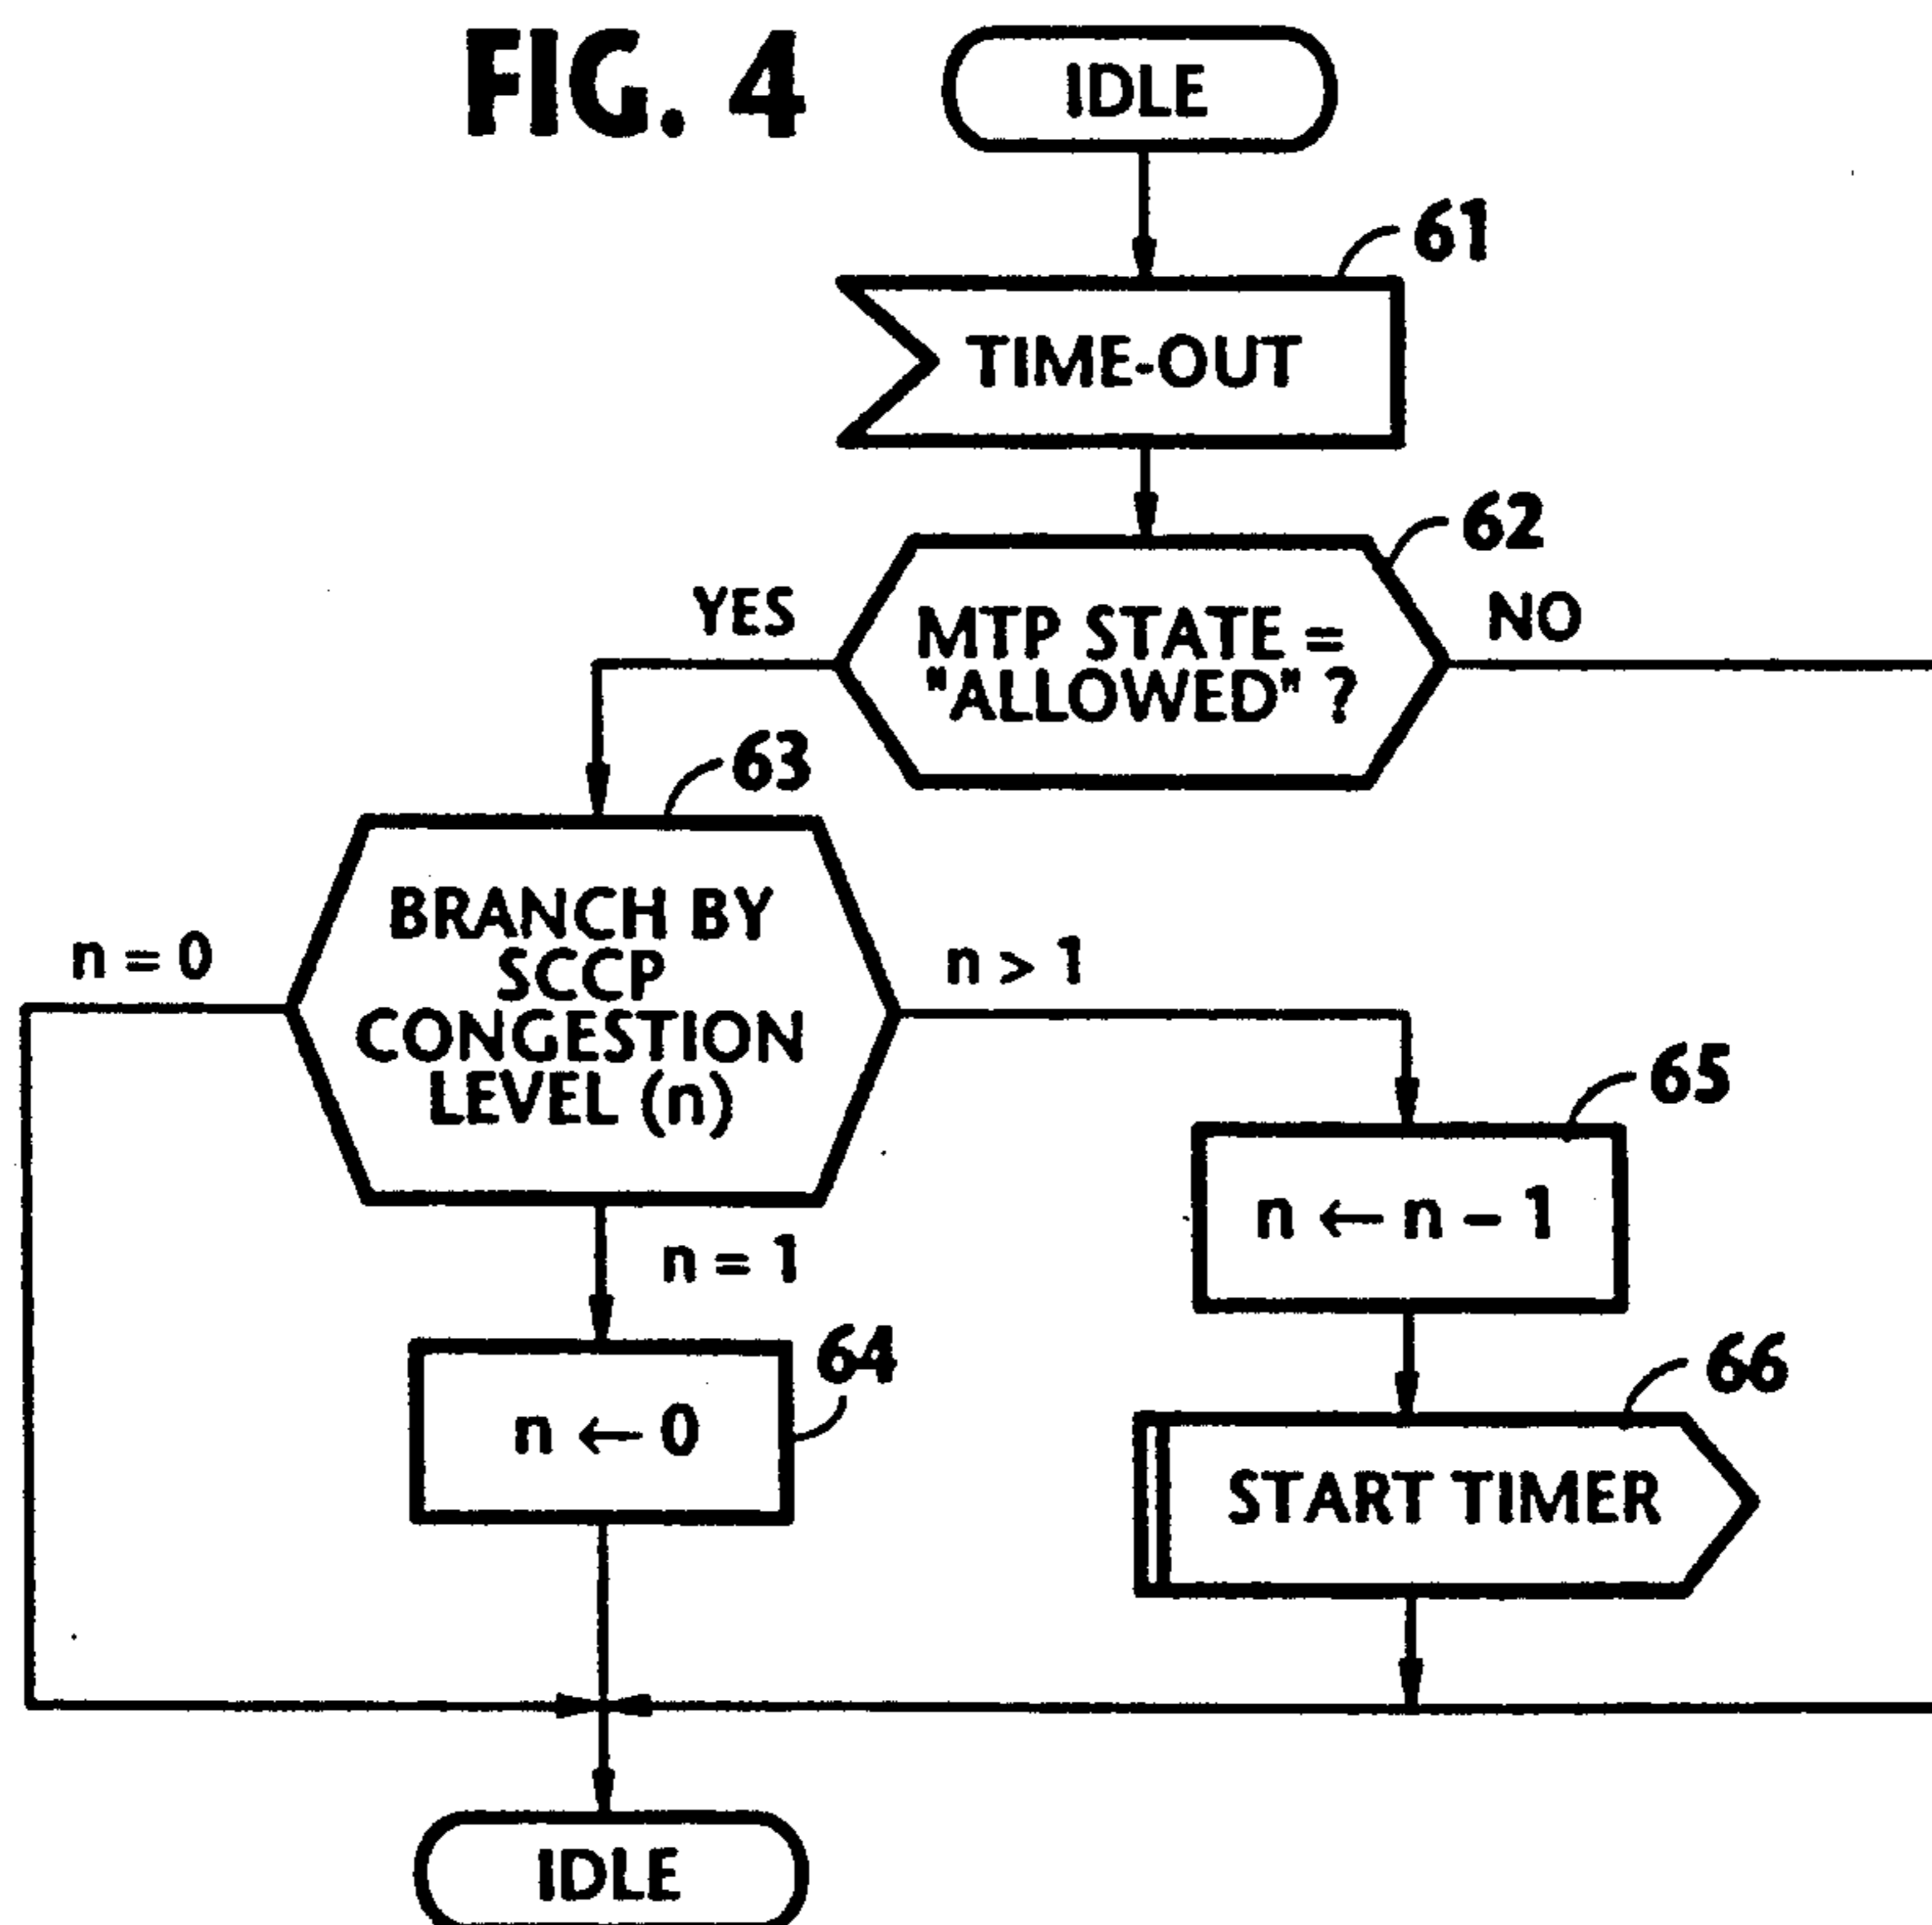 FIG. 4
IDLE
61
TIME-OUT
62
YES
MTP STATE =
"ALLOWED" ?
NO
63
BRANCH BY
SCCP
CONGESTION
LEVEL (n)
n = 0
n > 1
65
n ← n – 1
n = 1
64
n ← 0
66
START TIMER
IDLE